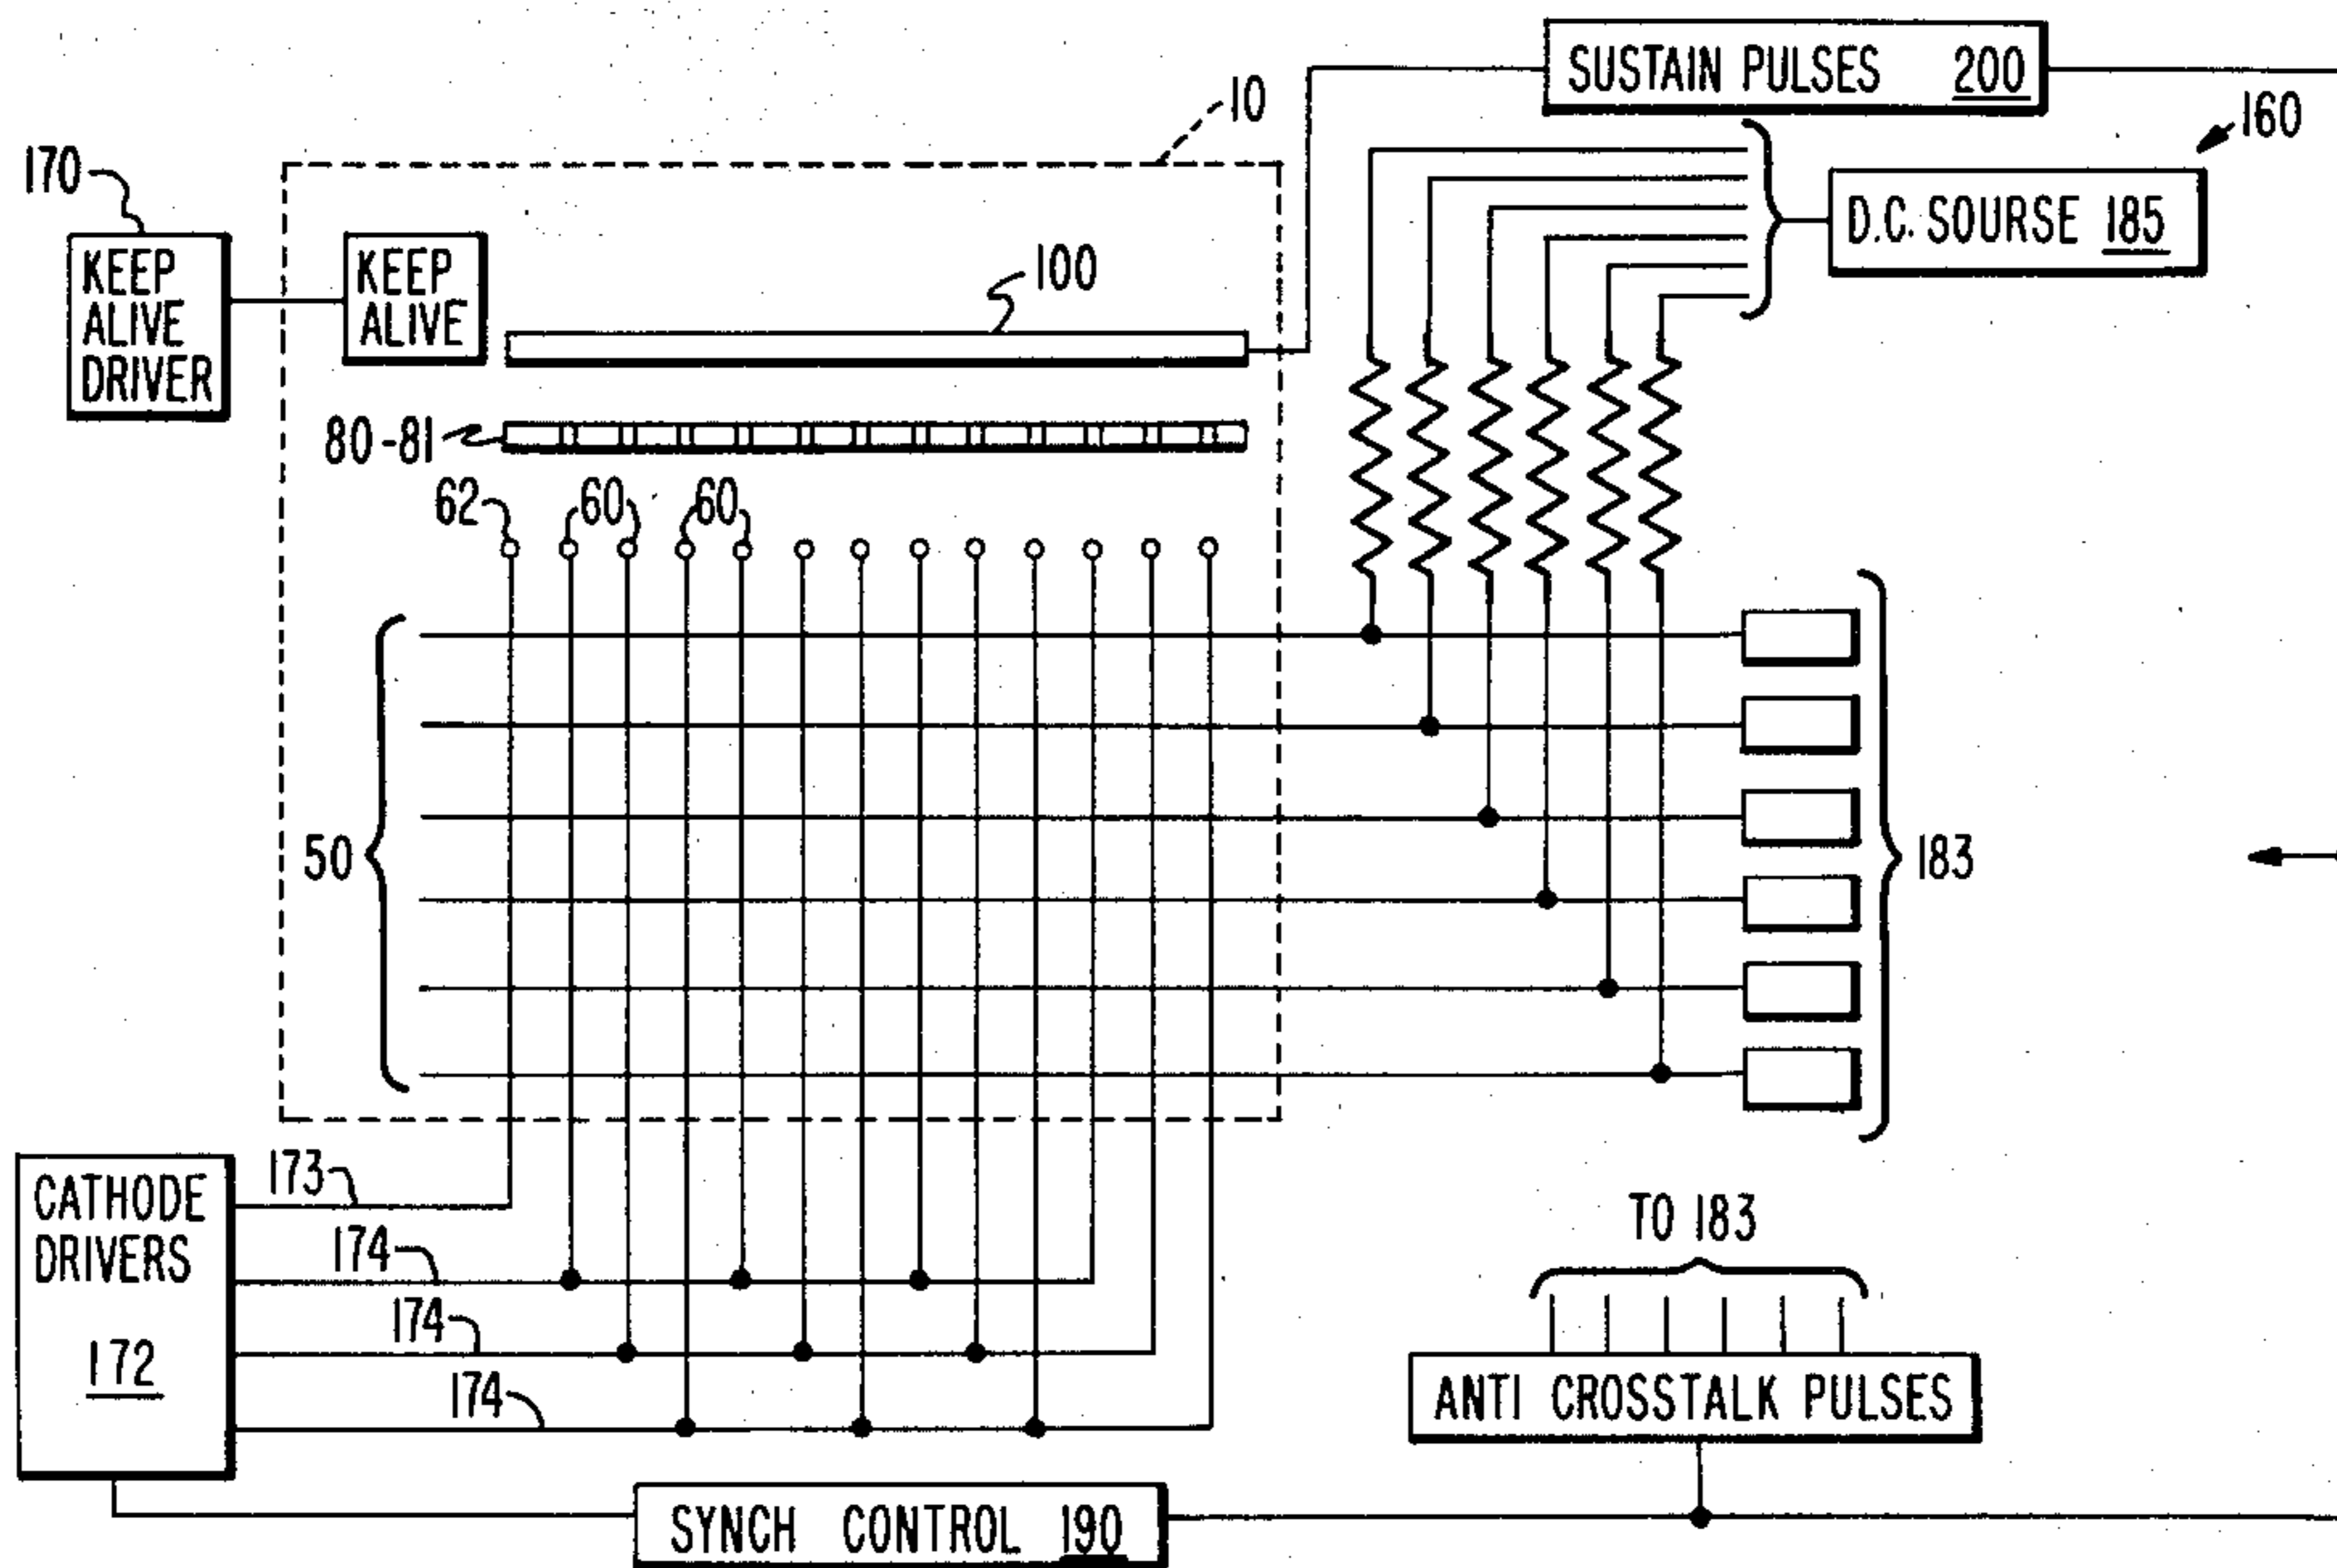 SUSTAIN PULSES 200
10
160
170
D.C. SOURSE 185
KEEP
ALIVE
DRIVER
KEEP
ALIVE
100
80-81
62
60
60
50
183
173
CATHODE
DRIVERS
172
174
174
174
TO 183
ANTI CROSSTALK PULSES
SYNCH CONTROL 190